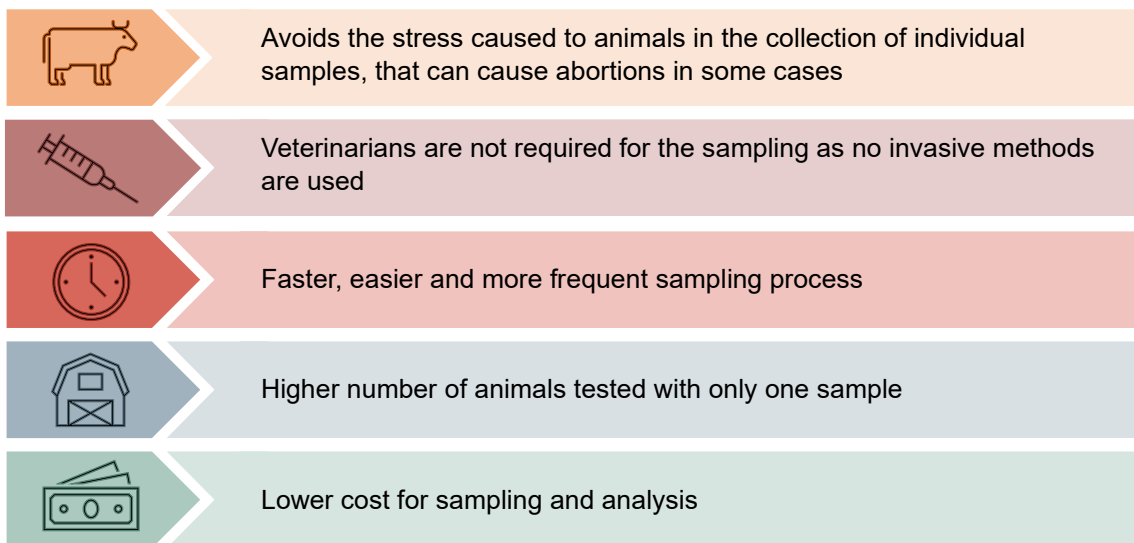 Avoids the stress caused to animals in the collection of individual
samples, that can cause abortions in some cases
Veterinarians are not required for the sampling as no invasive methods
are used
Faster, easier and more frequent sampling process
Higher number of animals tested with only one sample
Lower cost for sampling and analysis